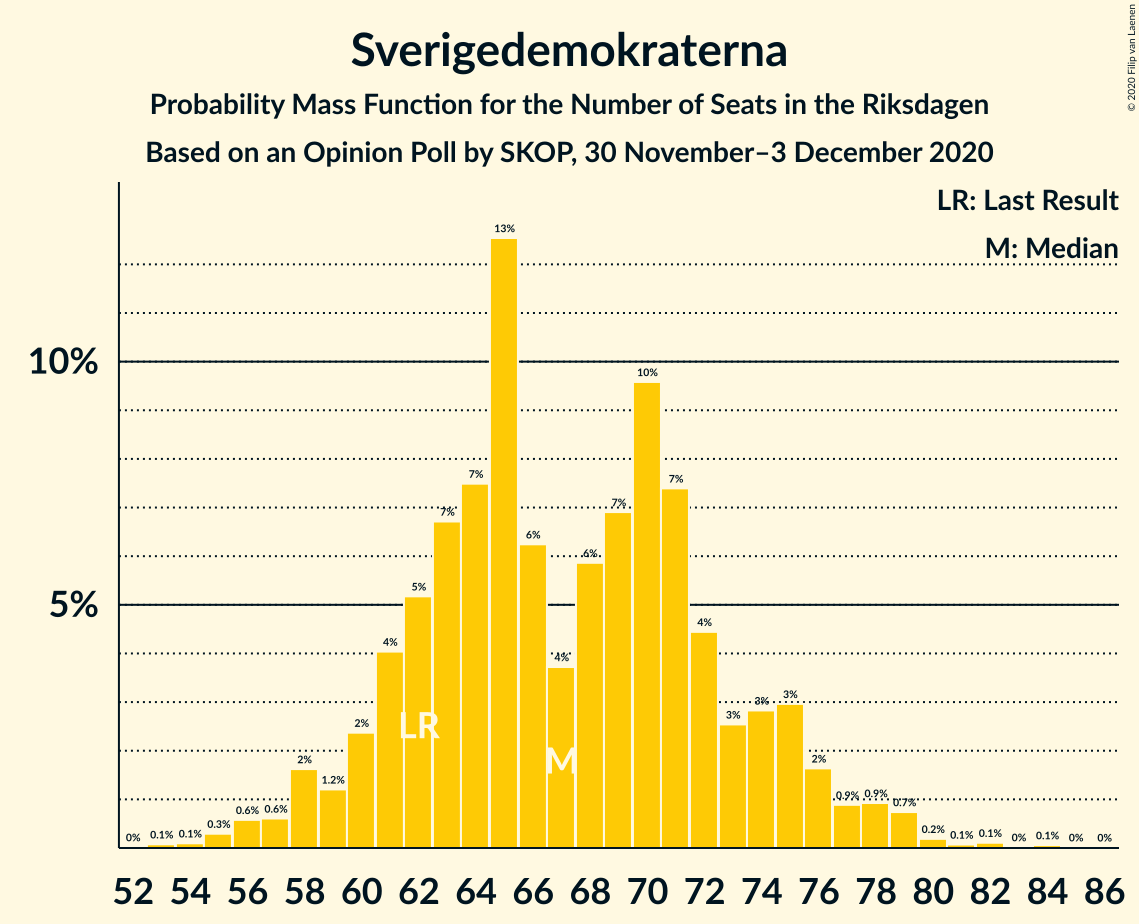 © 2020 Filip van Laenen
Sverigedemokraterna
Probability Mass Function for the Number of Seats in the Riksdagen
Based on an Opinion Poll by SKOP, 30 November–3 December 2020
LR: Last Result
M: Median
10%
5%
0% 0.1% 0.1% 0.3% 0.6% 0.6% 2% 1.2% 2% 4% 5% 7% 7% 13% 6% 4% 6% 7% 10% 7% 4% 3% 3% 3% 2% 0.9% 0.9% 0.7% 0.2% 0.1% 0.1% 0% 0.1% 0% 0%
LR
M
52 54 56 58 60 62 64 66 68 70 72 74 76 78 80 82 84 86